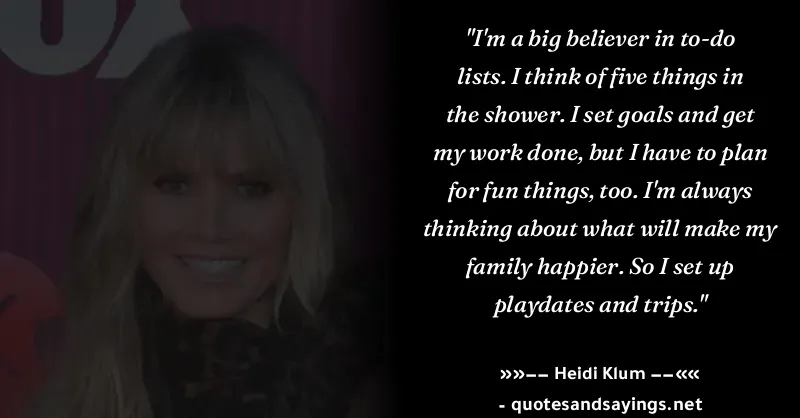 "I'm a big believer in to-do
lists. I think of five things in
the shower. I set goals and get
my work done, but I have to plan
for fun things, too. I'm always
thinking about what will make my
family happier. So I set up
playdates and trips."
»»−− Heidi Klum −−««
- quotesandsayings.net